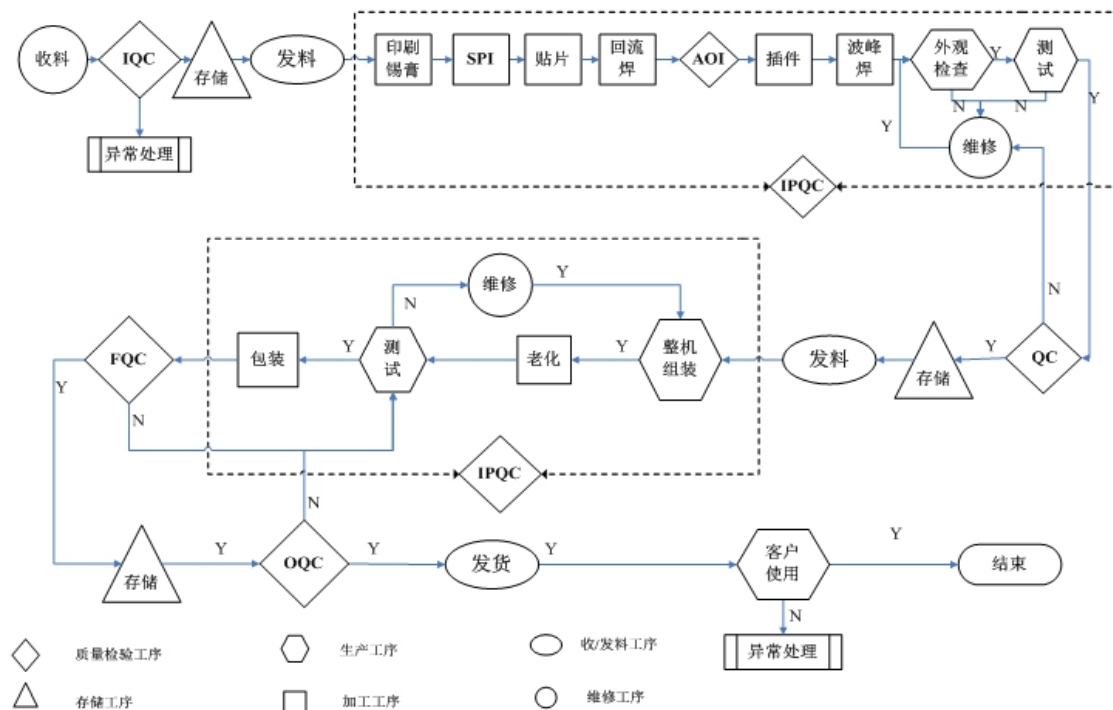 收料
IQC
存储
发料
印刷
锡膏
SPI
贴片
回流
焊
AOI
插件
波峰
焊
外观
检查
Y
测
试
Y
N
N
Y
维修
异常处理
IPQC
维修
Y
N
N
FQC
包装
Y
测
试
老化
Y
整机
组装
发料
存储
Y
QC
Y
N
IPQC
N
存储
Y
OQC
Y
发货
Y
客户
使用
Y
结束
N
异常处理
质量检验工序
生产工序
收/发料工序
存储工序
加工工序
维修工序